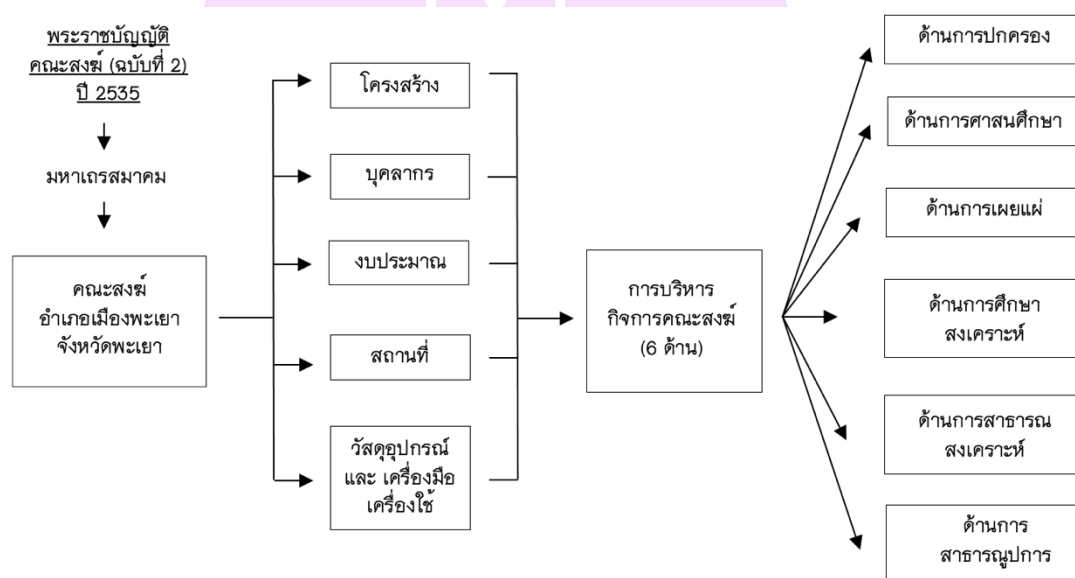 พระราชบัญญัติ
คณะสงฆ์ (ฉบับที่ 2)
ปี 2535
มหาเถรสมาคม
คณะสงฆ์
อำเภอเมืองพะเยา
จังหวัดพะเยา
โครงสร้าง
บุคลากร
งบประมาณ
สถานที่
วัสดุอุปกรณ์
และ เครื่องมือ
เครื่องใช้
การบริหาร
กิจการคณะสงฆ์
(6 ด้าน)
ด้านการปกครอง
ด้านการศาสนศึกษา
ด้านการเผยแผ่
ด้านการศึกษา
สงเคราะห์
ด้านการสาธารณ
สงเคราะห์
ด้านการ
สาธารณูปการ